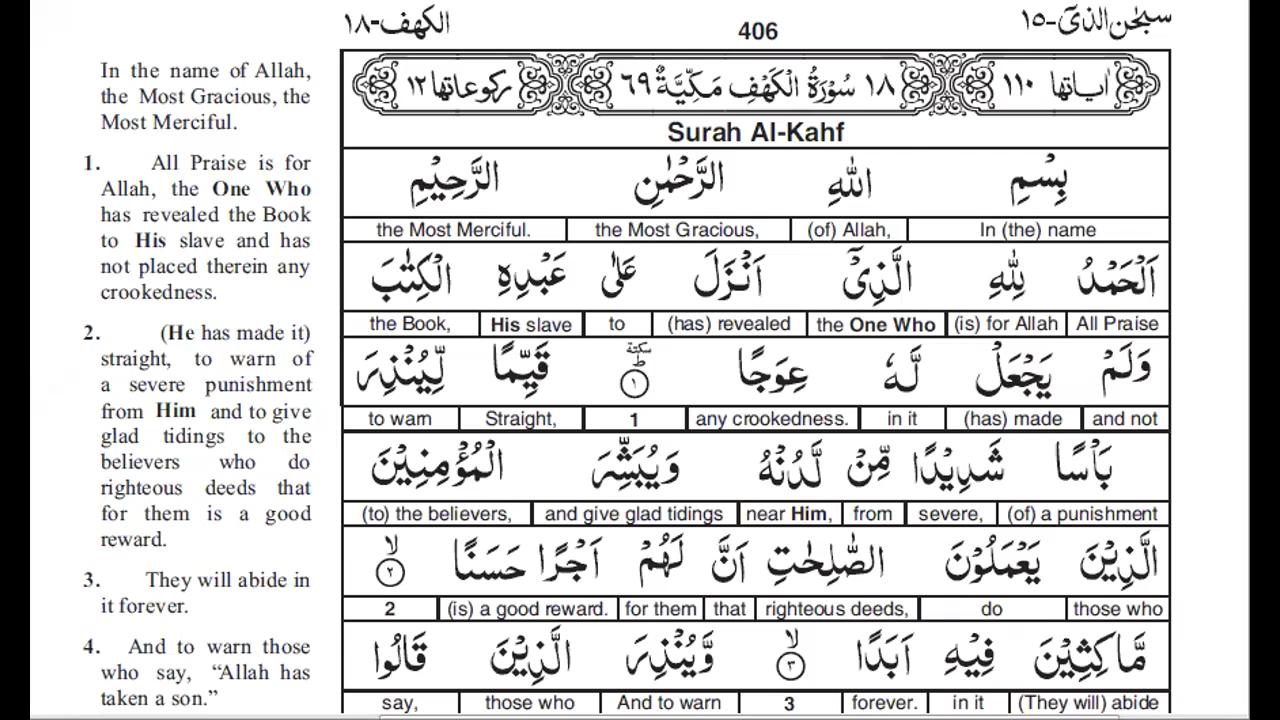 الكهف-١٨
406
سبحٰن الذیٓ-١٥
اٰیاتها ١١٠
١٨ سُوْرَةُ الْكَهْفِ مَكِّیَّةٌ ٦٩
ركوعاتها ١٢
Surah Al-Kahf
In the name of Allah,
the Most Gracious, the
Most Merciful.
1. All Praise is for
Allah, the One Who
has revealed the Book
to His slave and has
not placed therein any
crookedness.
2. (He has made it)
straight, to warn of
a severe punishment
from Him and to give
glad tidings to the
believers who do
righteous deeds that
for them is a good
reward.
3. They will abide in
it forever.
4. And to warn those
who say, “Allah has
taken a son.”
بِسْمِ اللّٰهِ الرَّحْمٰنِ الرَّحِیْمِ
the Most Merciful. the Most Gracious, (of) Allah, In (the) name
اَلْحَمْدُ لِلّٰهِ الَّذِیْۤ اَنْزَلَ عَلٰی عَبْدِهِ الْكِتٰبَ
the Book, His slave to (has) revealed the One Who (is) for Allah All Praise
وَلَمْ یَجْعَلْ لَّهٗ عِوَجًا ؕ سكتة ١ قَیِّمًا لِّیُنْذِرَ
to warn Straight, 1 any crookedness. in it (has) made and not
بَاْسًا شَدِیْدًا مِّنْ لَّدُنْهُ وَیُبَشِّرَ الْمُؤْمِنِیْنَ
(to) the believers, and give glad tidings near Him, from severe, (of) a punishment
الَّذِیْنَ یَعْمَلُوْنَ الصّٰلِحٰتِ اَنَّ لَهُمْ اَجْرًا حَسَنًا ۙ ٢
2 (is) a good reward. for them that righteous deeds, do those who
مَّاكِثِیْنَ فِیْهِ اَبَدًا ۙ ٣ وَّیُنْذِرَ الَّذِیْنَ قَالُوا
say, those who And to warn 3 forever. in it (They will) abide